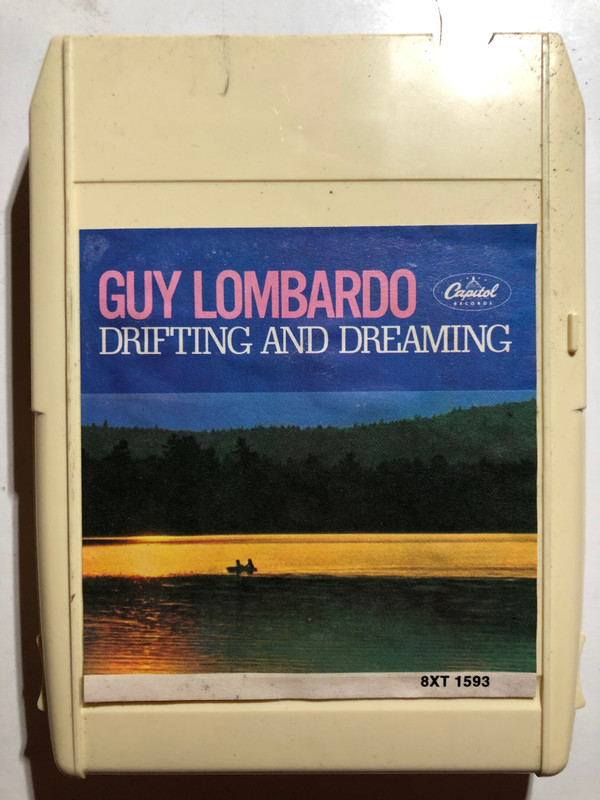 GUY LOMBARDO
Capitol
RECORDS
DRIFTING AND DREAMING
8XT 1593